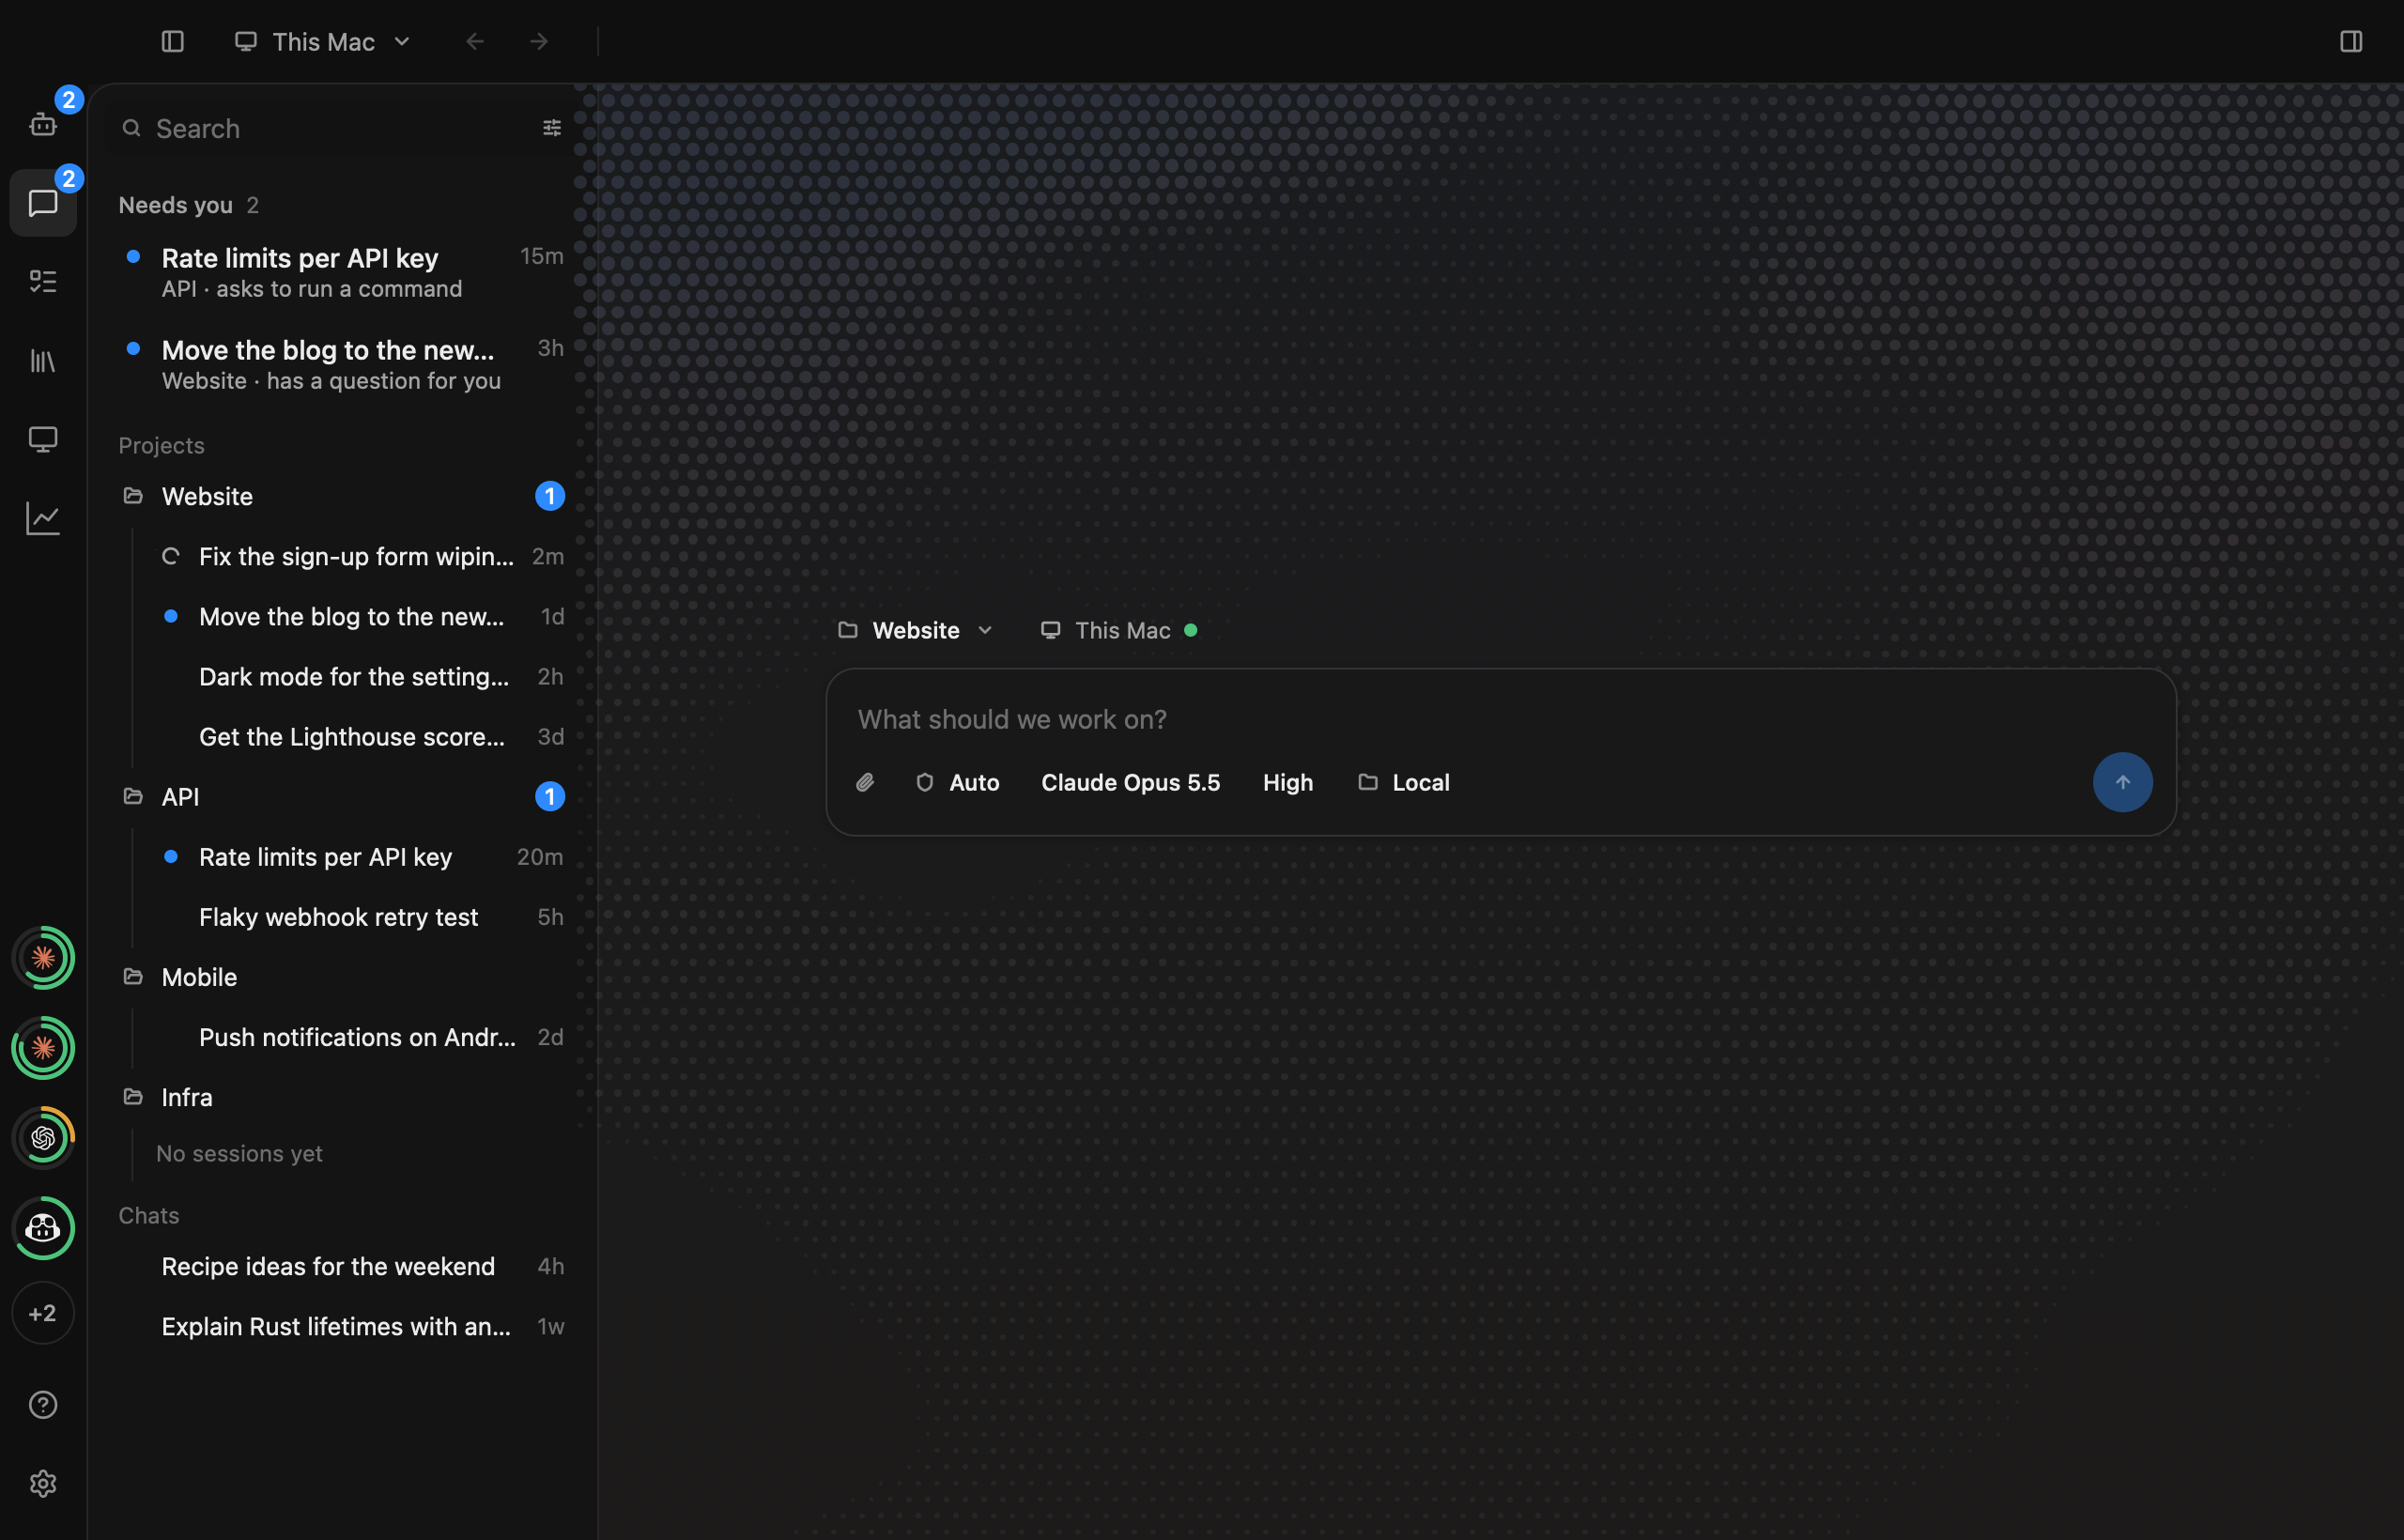 This Mac
2
Search
2
Needs you 2
Rate limits per API key 15m
API · asks to run a command
Move the blog to the new... 3h
Website · has a question for you
Projects
Website 1
Fix the sign-up form wipin... 2m
Move the blog to the new... 1d
Dark mode for the setting... 2h
Get the Lighthouse score... 3d
API 1
Rate limits per API key 20m
Flaky webhook retry test 5h
Mobile
Push notifications on Andr... 2d
Infra
No sessions yet
Chats
Recipe ideas for the weekend 4h
+2
Explain Rust lifetimes with an... 1w
Website This Mac
What should we work on?
Auto Claude Opus 5.5 High Local